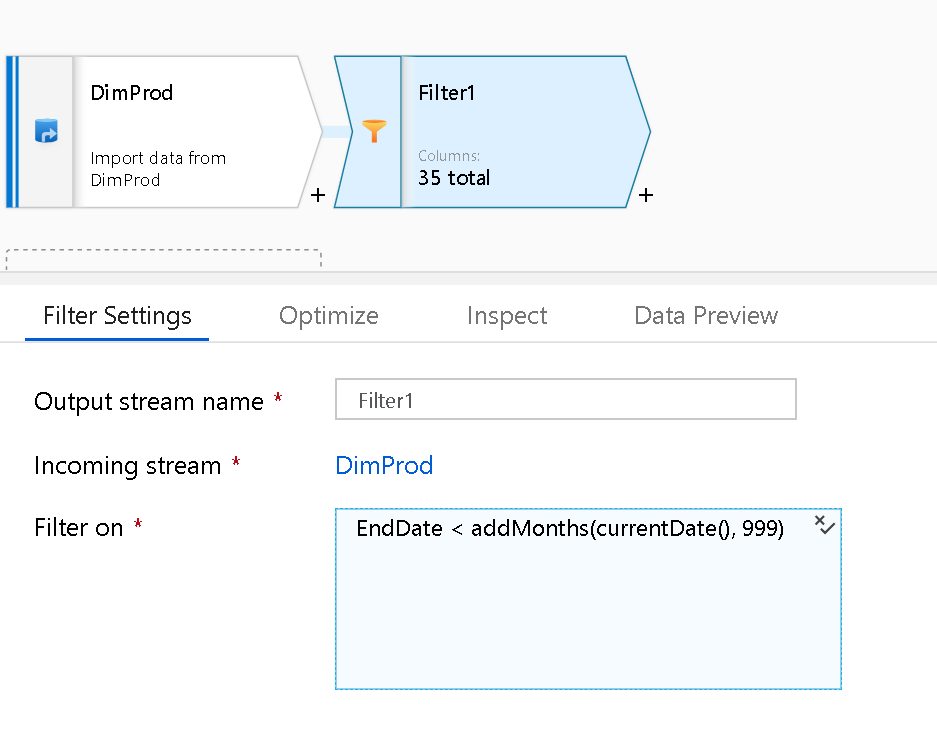 DimProd
Import data from
DimProd
+
Filter1
Columns:
35 total
+
Filter Settings
Optimize
Inspect
Data Preview
Output stream name *
Filter1
Incoming stream *
DimProd
Filter on *
EndDate < addMonths(currentDate(), 999)